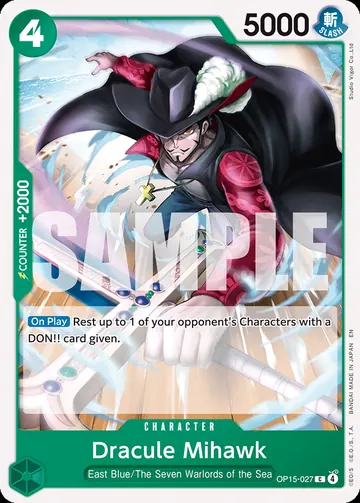 4
5000
斬
SLASH
Studio Vigor Co.,Ltd
COUNTER +2000
SAMPLE
On Play Rest up to 1 of your opponent's Characters with a
DON!! card given.
CHARACTER
Dracule Mihawk
East Blue/The Seven Warlords of the Sea
OP15-027 C 4
©E.O/S. ©E.O./S., T.A. BANDAI MADE IN JAPAN EN